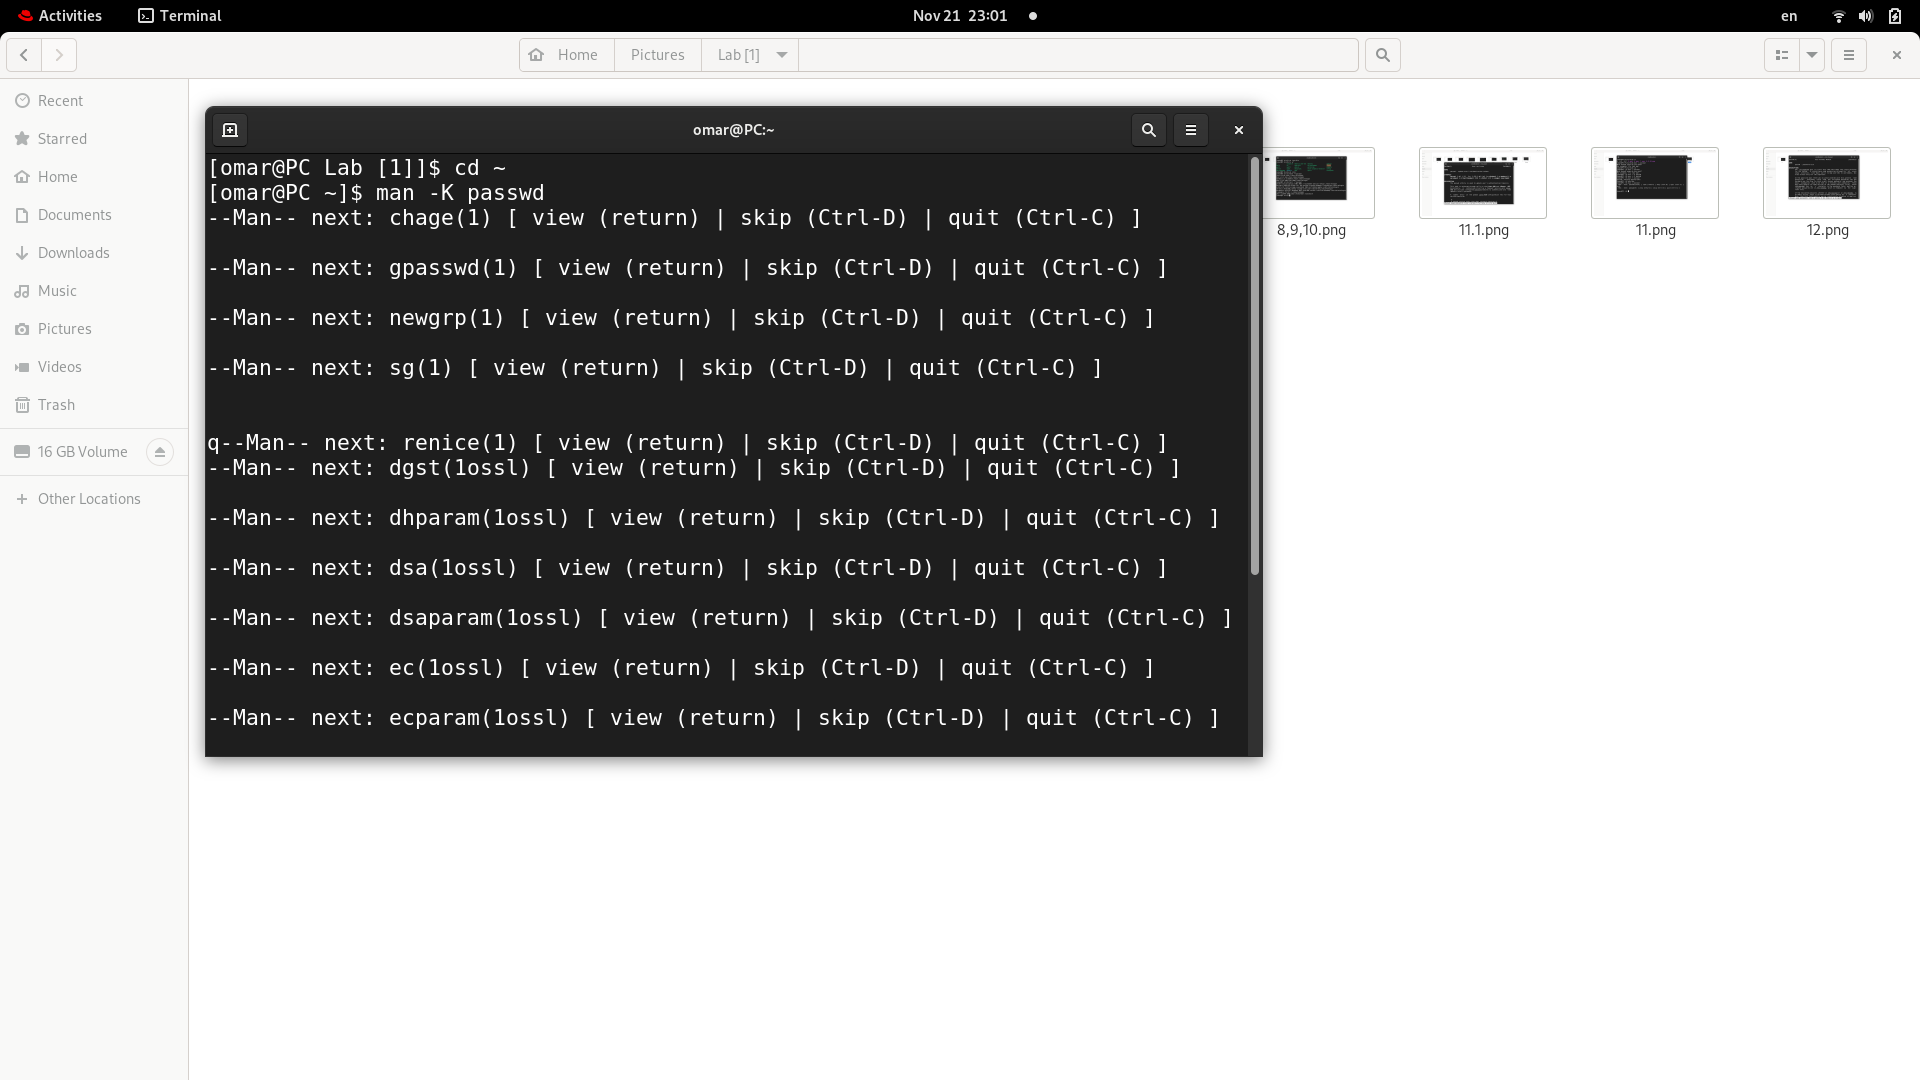 Activities
Terminal
Nov 21 23:01
en
Home
Pictures
Lab [1]
Recent
Starred
Home
Documents
Downloads
Music
Pictures
Videos
Trash
16 GB Volume
Other Locations
omar@PC:~
[omar@PC Lab [1]]$ cd ~
[omar@PC ~]$ man -K passwd
--Man-- next: chage(1) [ view (return) | skip (Ctrl-D) | quit (Ctrl-C) ]
--Man-- next: gpasswd(1) [ view (return) | skip (Ctrl-D) | quit (Ctrl-C) ]
--Man-- next: newgrp(1) [ view (return) | skip (Ctrl-D) | quit (Ctrl-C) ]
--Man-- next: sg(1) [ view (return) | skip (Ctrl-D) | quit (Ctrl-C) ]
q--Man-- next: renice(1) [ view (return) | skip (Ctrl-D) | quit (Ctrl-C) ]
--Man-- next: dgst(1ossl) [ view (return) | skip (Ctrl-D) | quit (Ctrl-C) ]
--Man-- next: dhparam(1ossl) [ view (return) | skip (Ctrl-D) | quit (Ctrl-C) ]
--Man-- next: dsa(1ossl) [ view (return) | skip (Ctrl-D) | quit (Ctrl-C) ]
--Man-- next: dsaparam(1ossl) [ view (return) | skip (Ctrl-D) | quit (Ctrl-C) ]
--Man-- next: ec(1ossl) [ view (return) | skip (Ctrl-D) | quit (Ctrl-C) ]
--Man-- next: ecparam(1ossl) [ view (return) | skip (Ctrl-D) | quit (Ctrl-C) ]
8,9,10.png
11.1.png
11.png
12.png